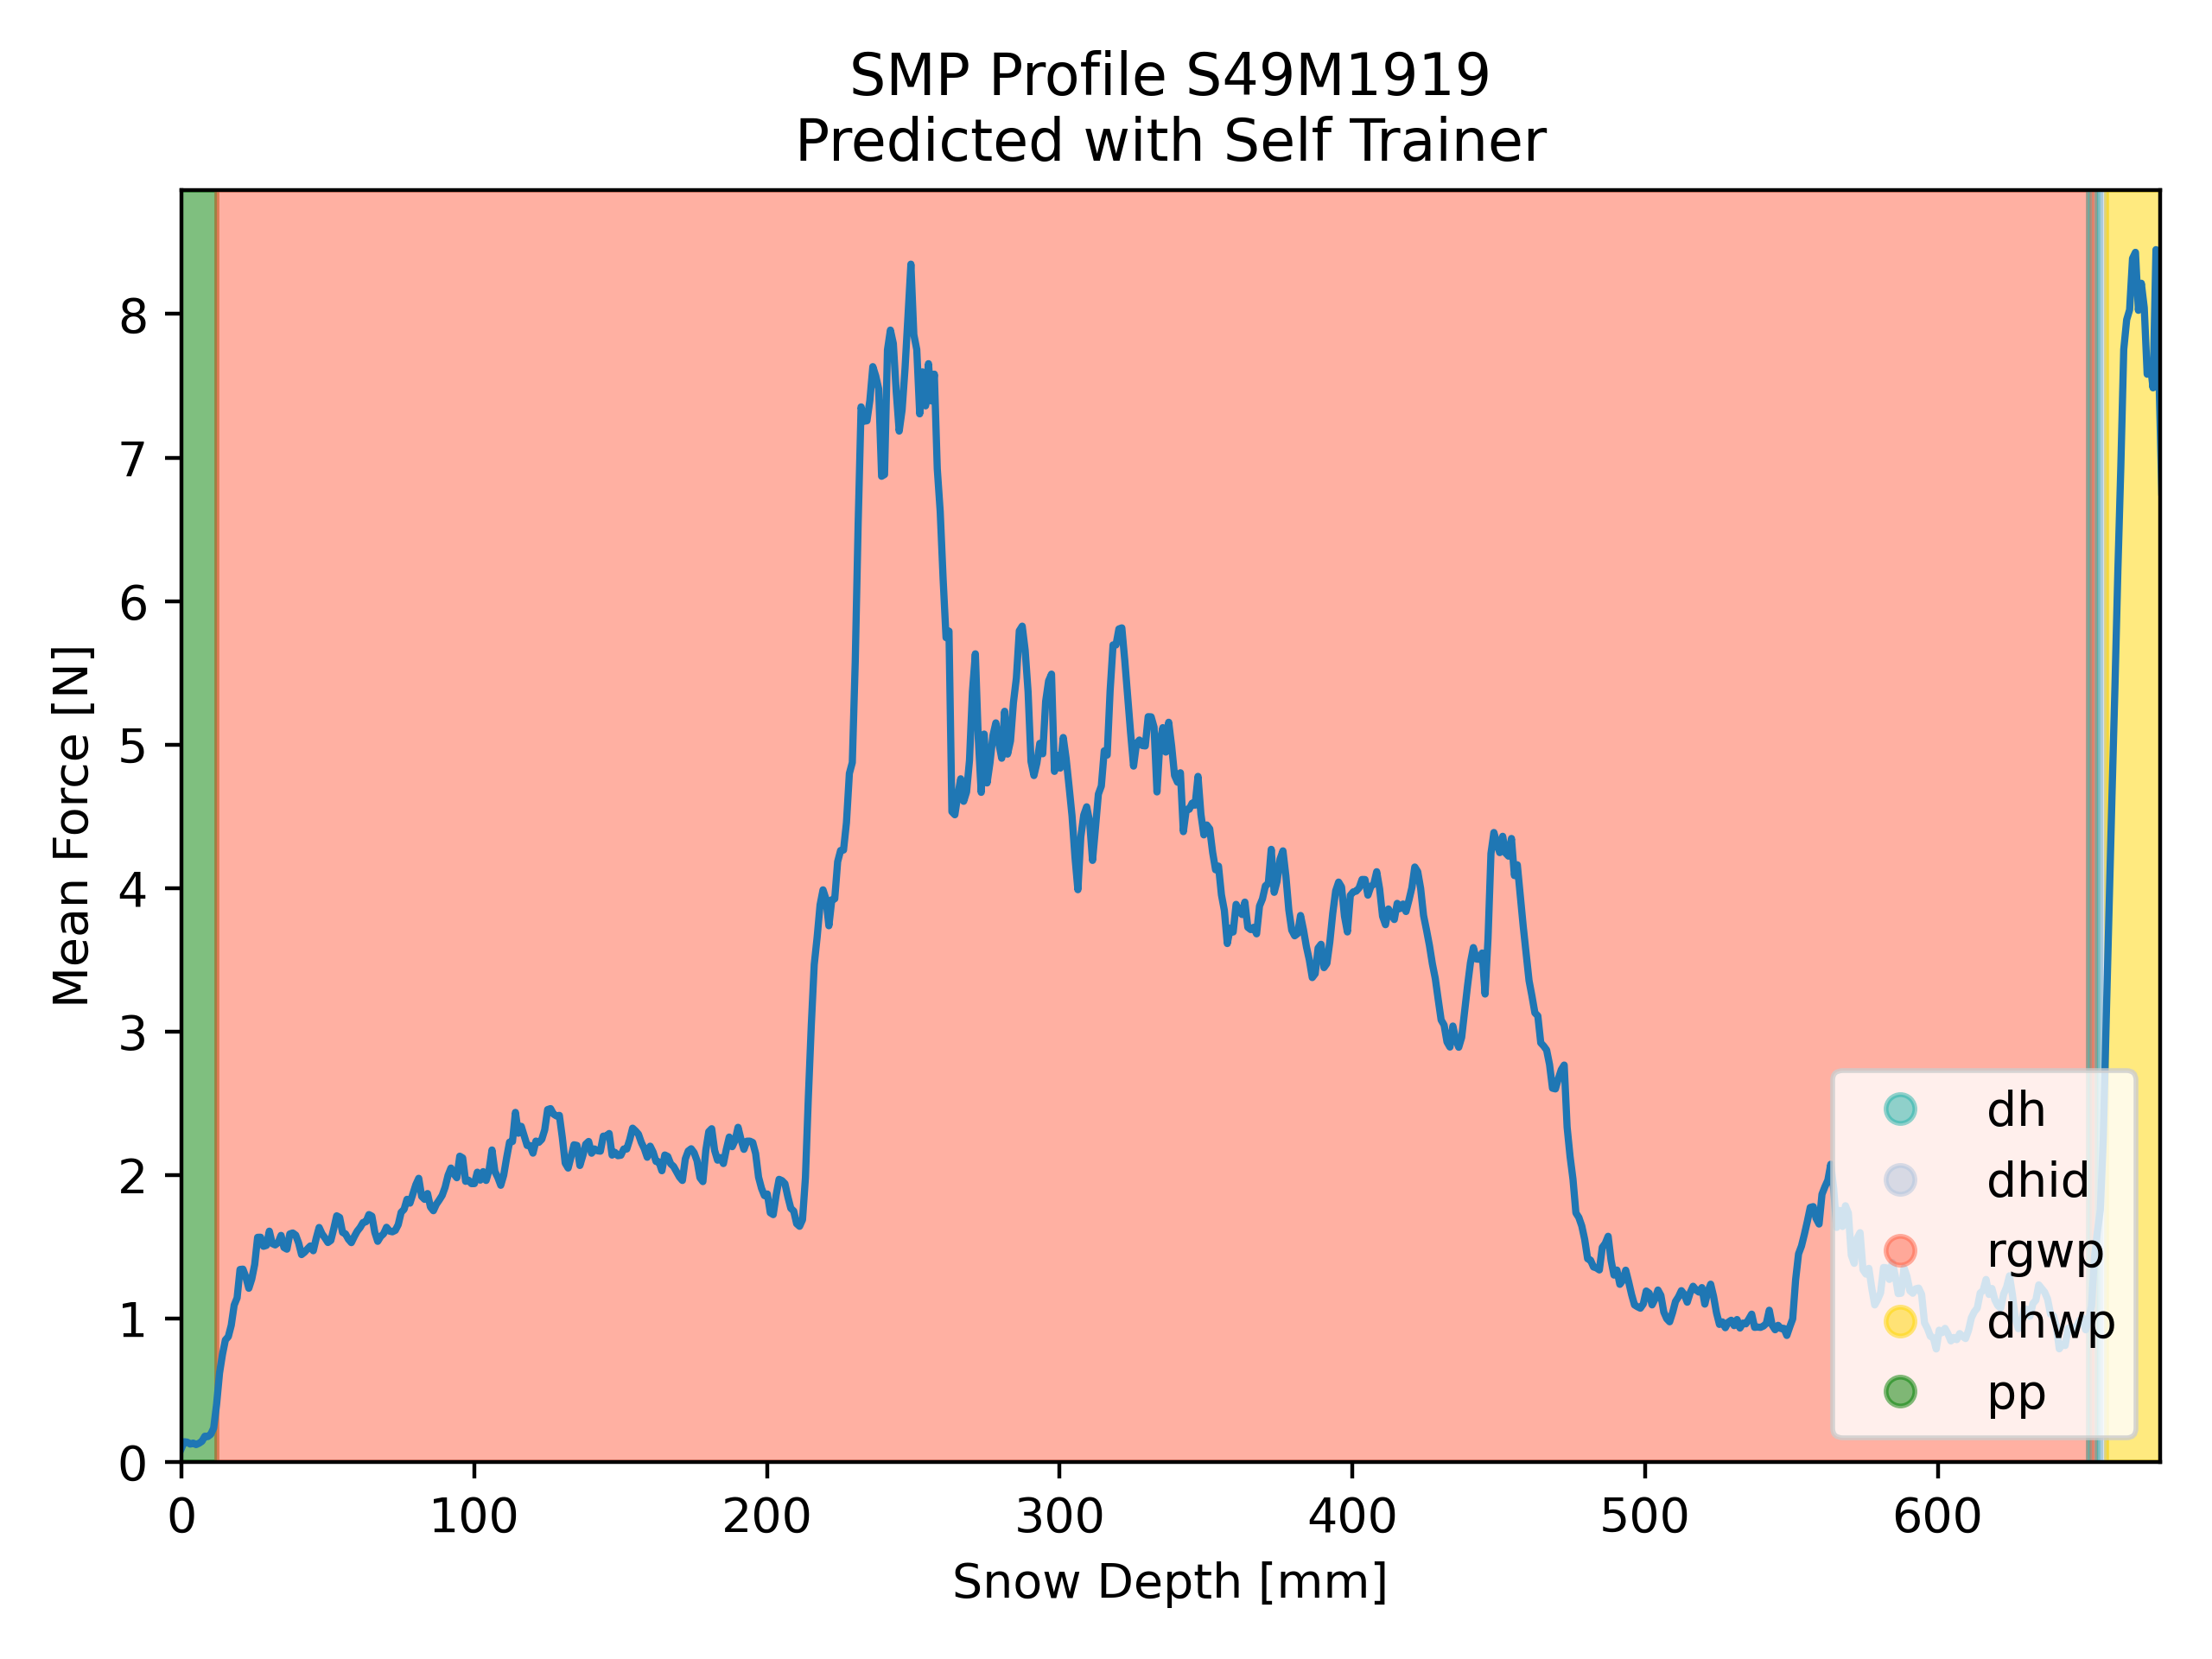 SMP Profile S49M1919
Predicted with Self Trainer
Mean Force [N]
8
7
6
5
4
3
2
1
0
dh
dhid
rgwp
dhwp
pp
0 100 200 300 400 500 600
Snow Depth [mm]